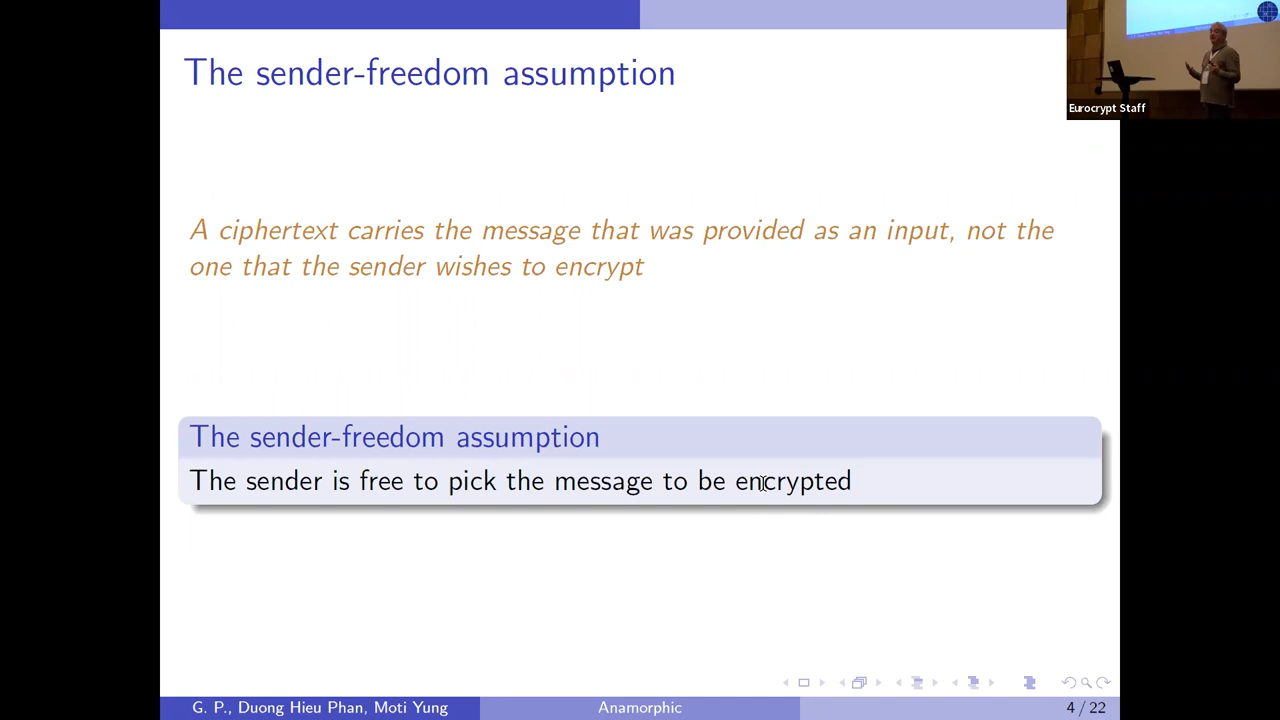 The sender-freedom assumption
Eurocrypt Staff
A ciphertext carries the message that was provided as an input, not the
one that the sender wishes to encrypt
The sender-freedom assumption
The sender is free to pick the message to be encrypted
G. P., Duong Hieu Phan, Moti Yung
Anamorphic
4 / 22